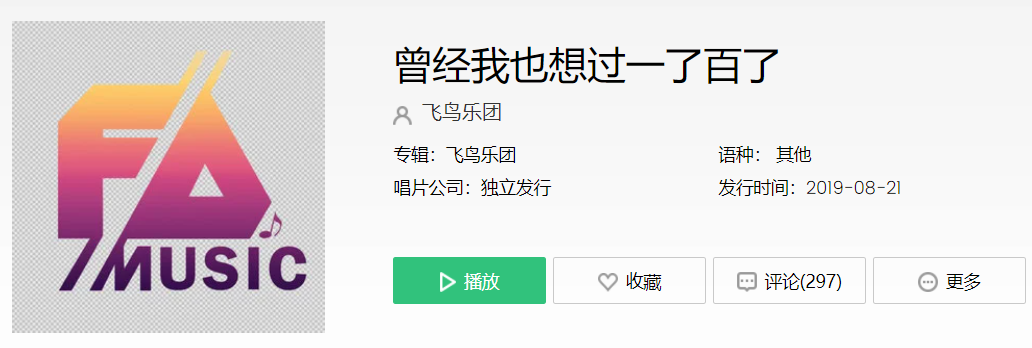 曾经我也想过一了百了
飞鸟乐团
专辑：飞鸟乐团
语种： 其他
唱片公司：独立发行
发行时间：2019-08-21
FA
7MUSIC
播放
收藏
评论(297)
更多